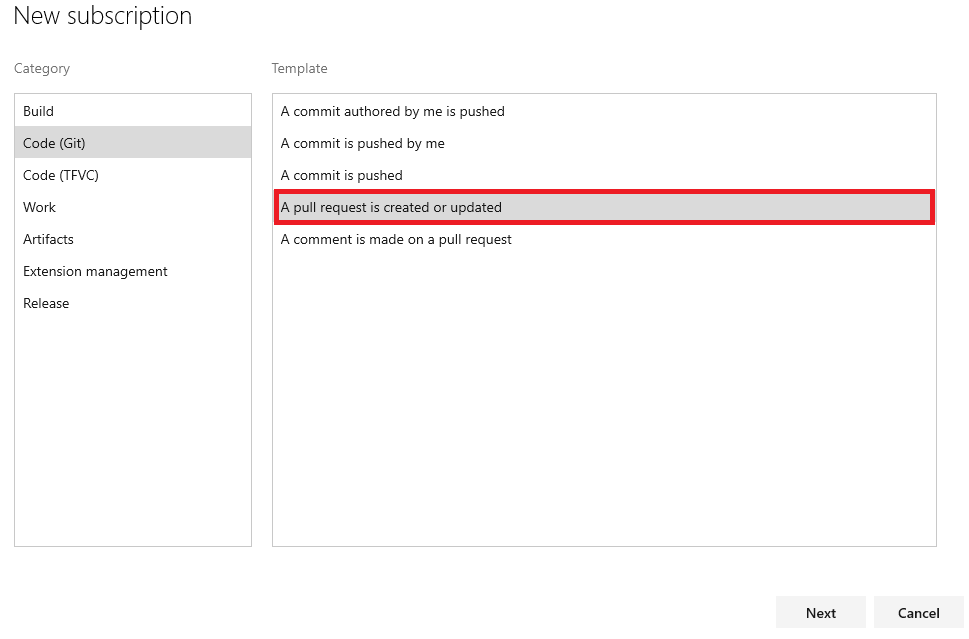 New subscription
Category
Template
Build
Code (Git)
Code (TFVC)
Work
Artifacts
Extension management
Release
A commit authored by me is pushed
A commit is pushed by me
A commit is pushed
A pull request is created or updated
A comment is made on a pull request
Next
Cancel